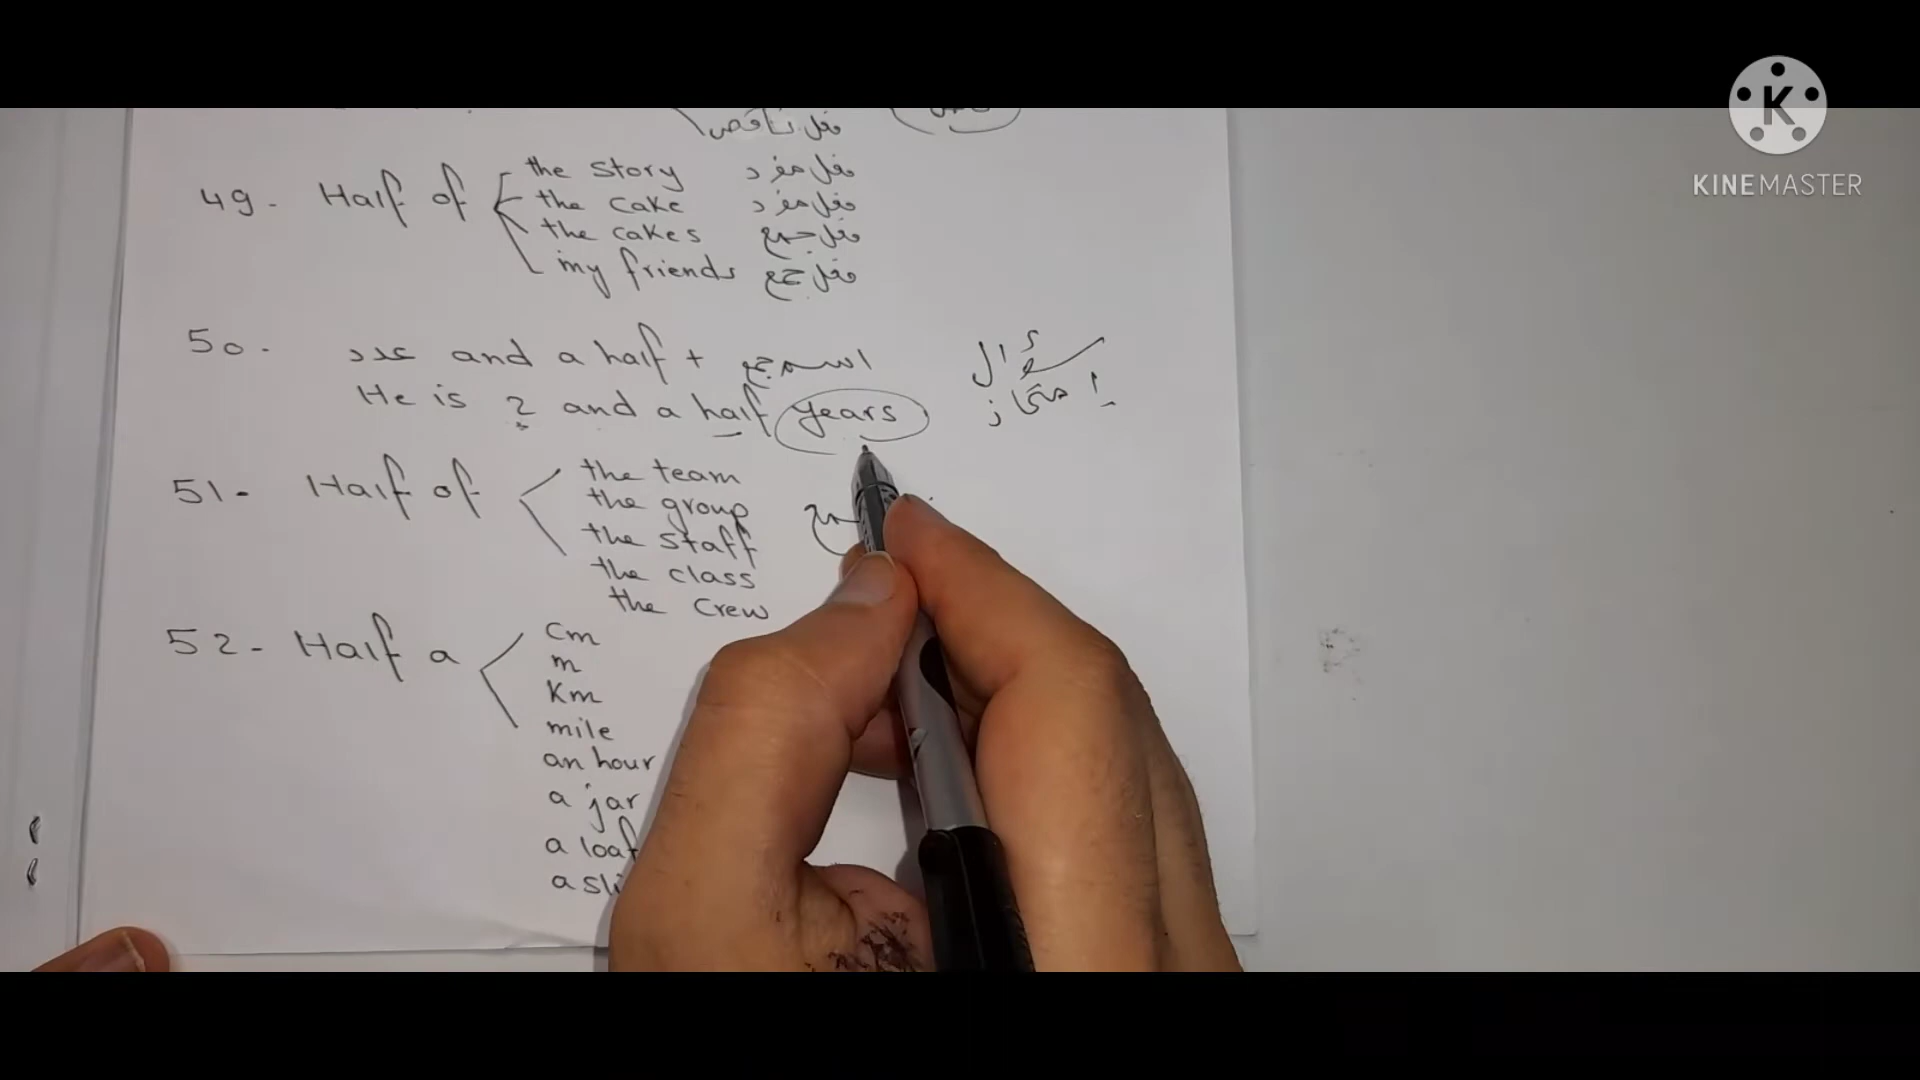 فعل ناقص
49- Half of the story فعل مفرد
the cake فعل مفرد
the cakes فعل جمع
my friends فعل جمع
50- عدد and a half + اسم جمع
He is 2 and a half years
سؤال
51- Half of the team
the group
the staff
the class
the crew
52- Half a cm
m
Km
mile
an hour
a jar
a loaf
K
KINEMASTER